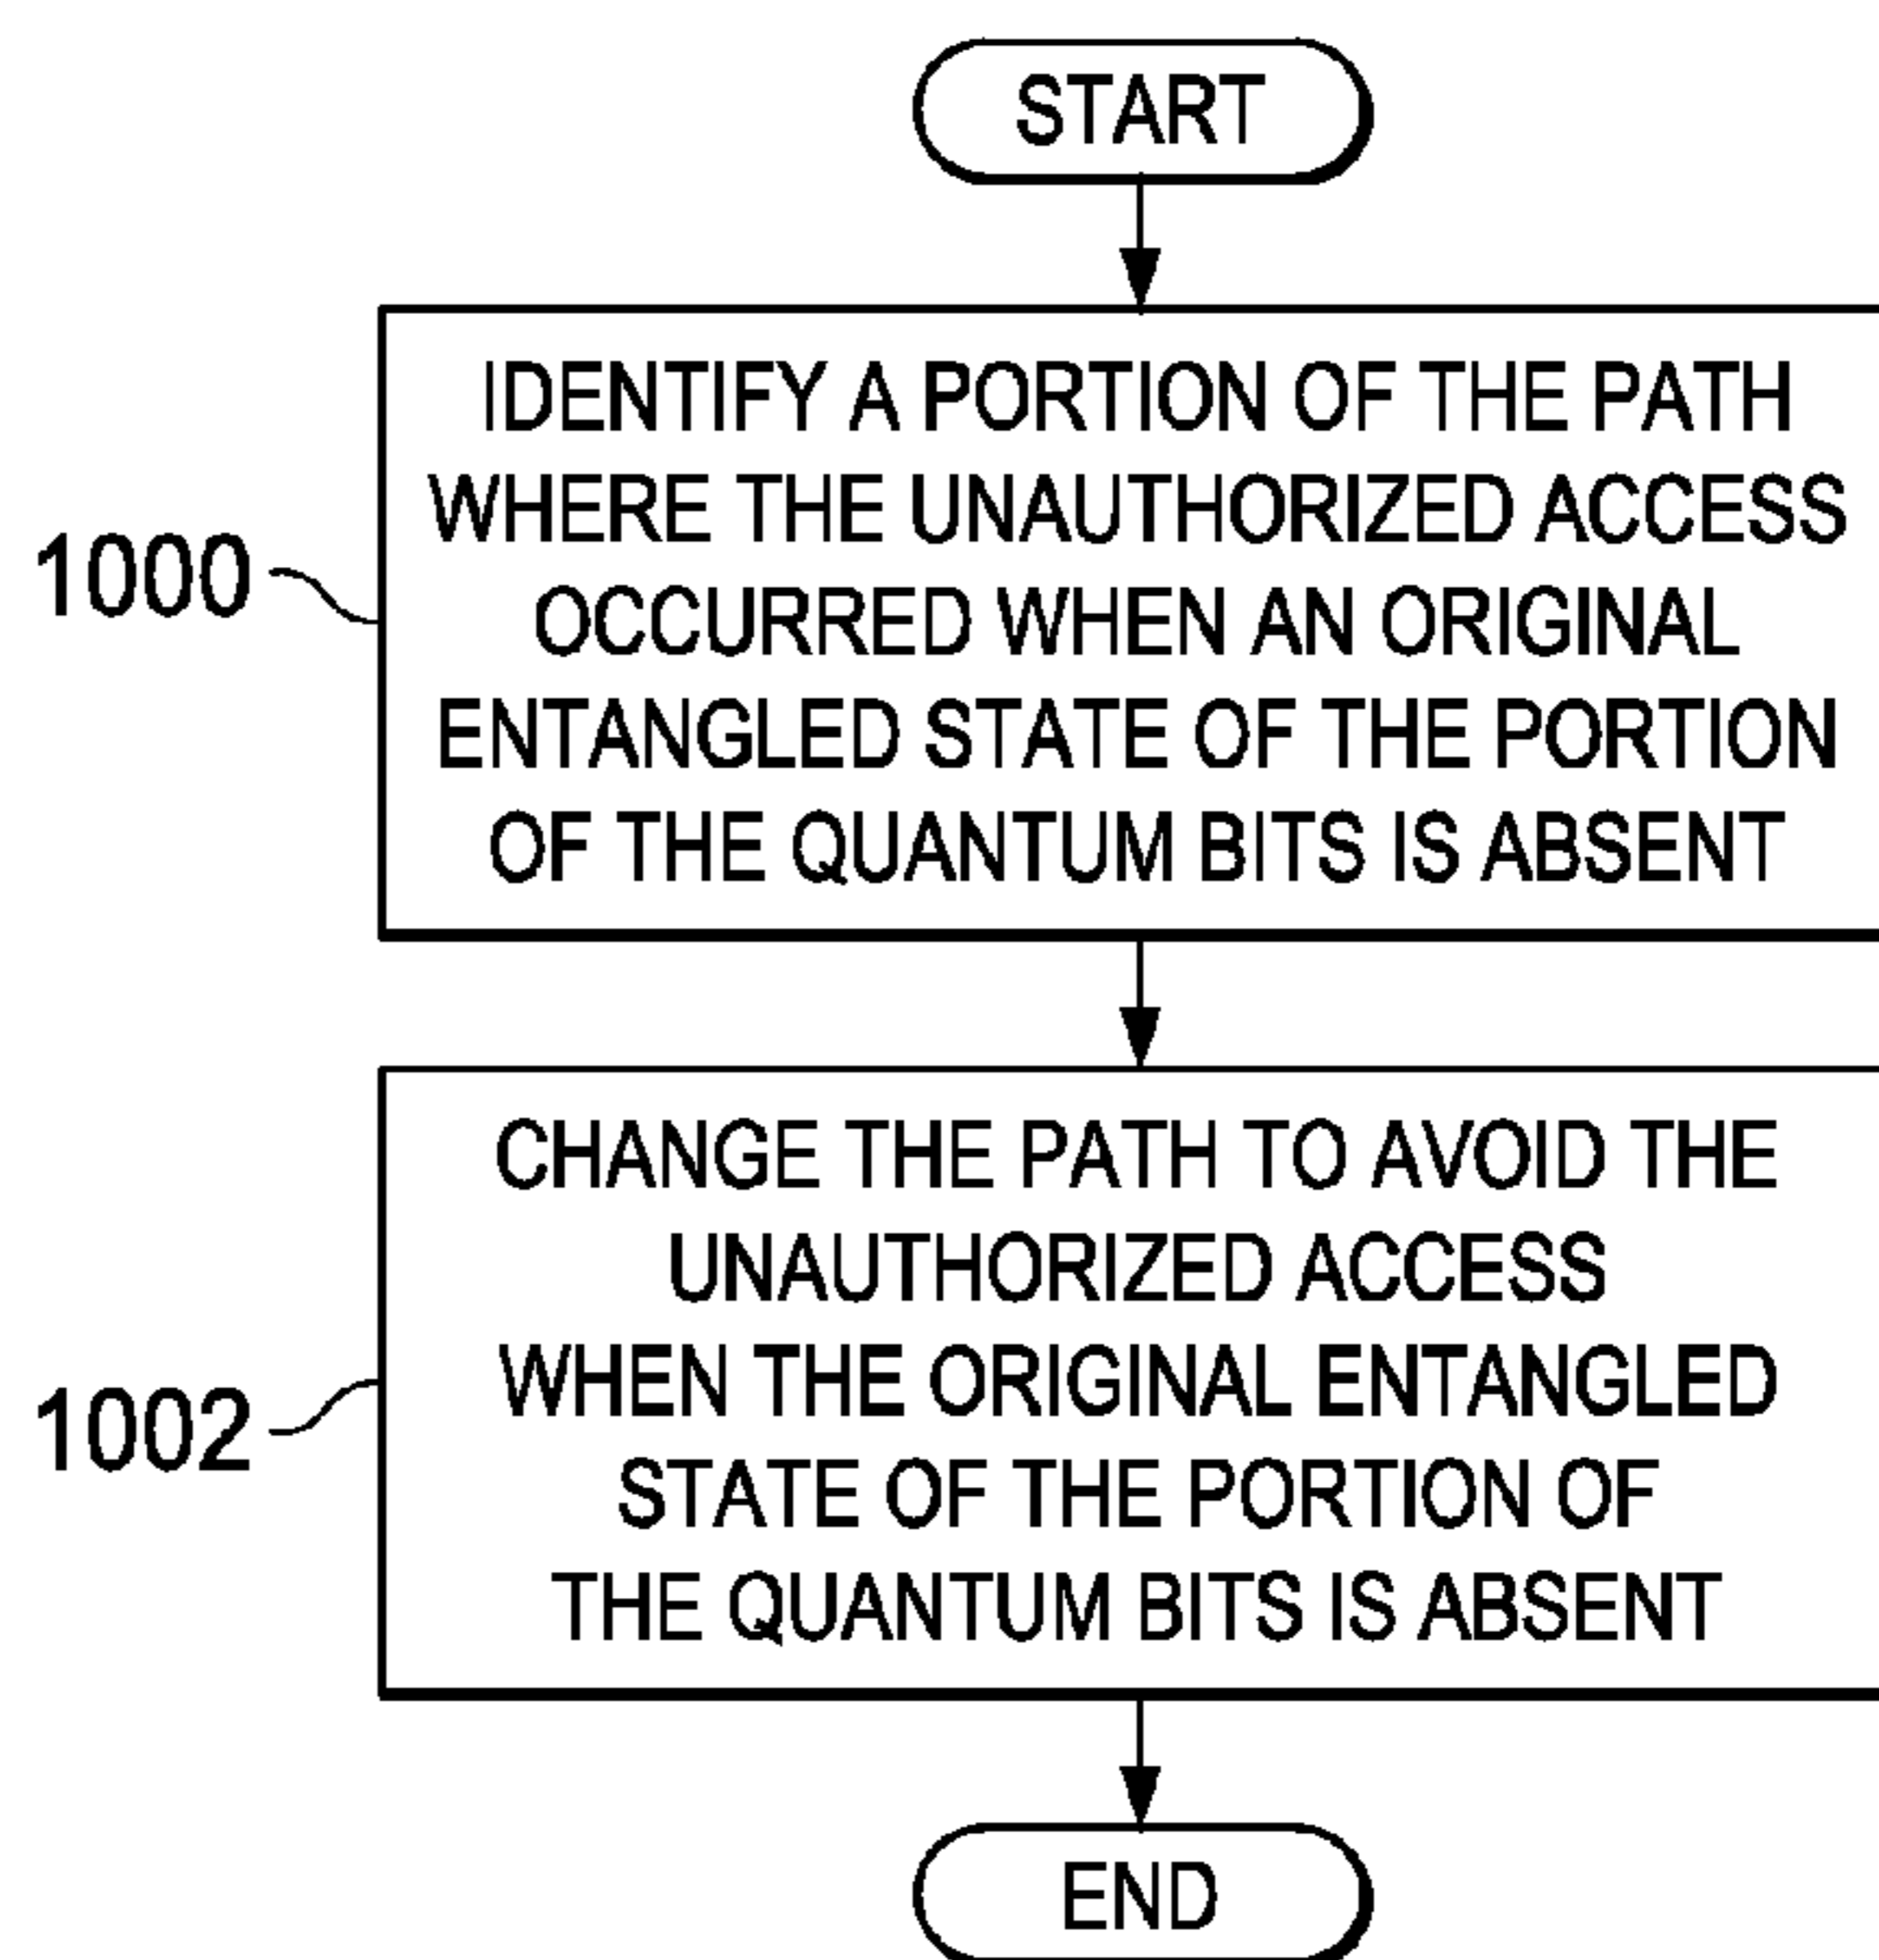 START
IDENTIFY A PORTION OF THE PATH
WHERE THE UNAUTHORIZED ACCESS
OCCURRED WHEN AN ORIGINAL
ENTANGLED STATE OF THE PORTION
OF THE QUANTUM BITS IS ABSENT
1000
CHANGE THE PATH TO AVOID THE
UNAUTHORIZED ACCESS
WHEN THE ORIGINAL ENTANGLED
STATE OF THE PORTION OF
THE QUANTUM BITS IS ABSENT
1002
END